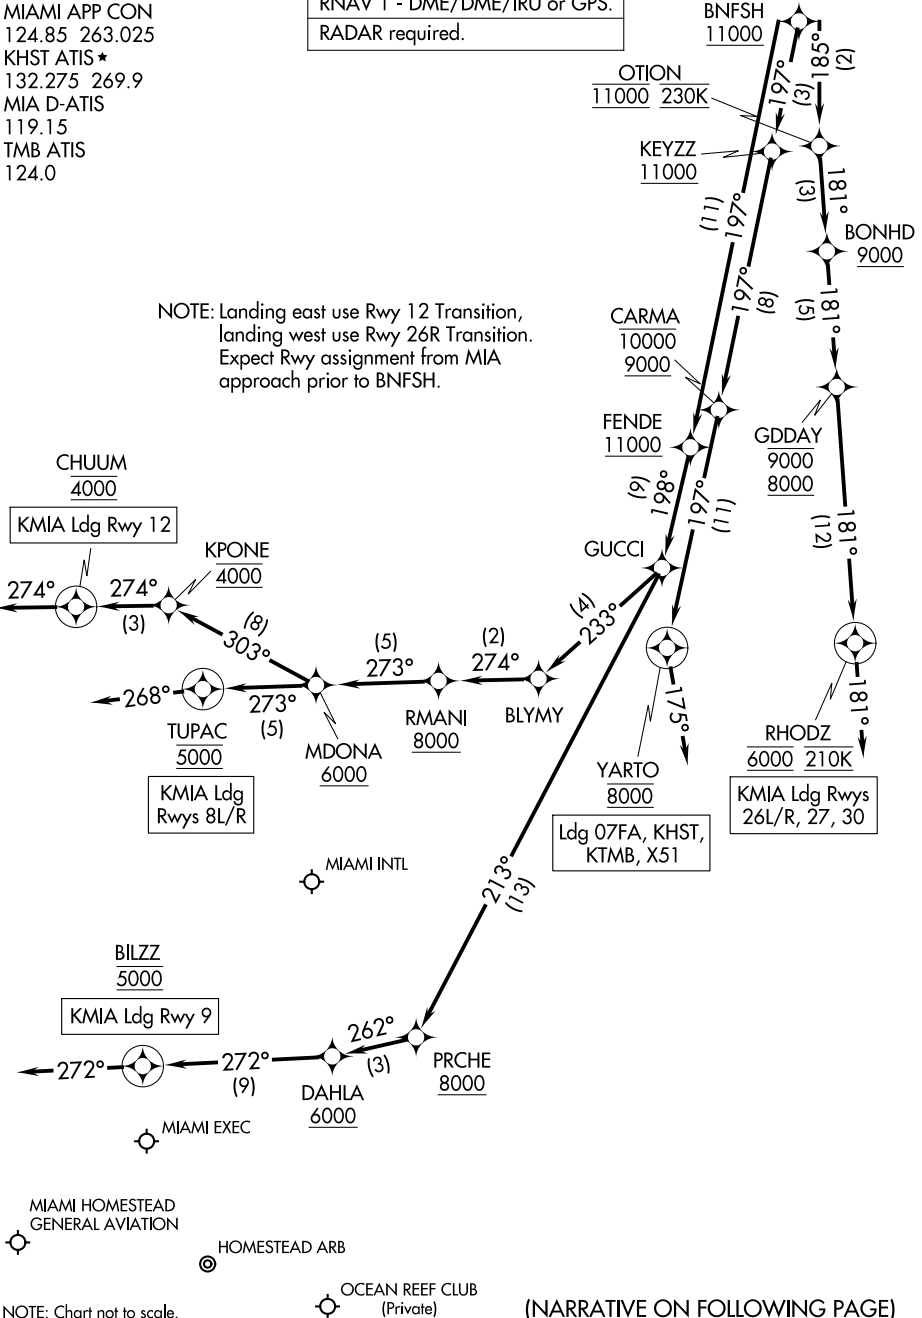 MIAMI APP CON
124.85 263.025
KHST ATIS★
132.275 269.9
MIA D-ATIS
119.15
TMB ATIS
124.0
RNAV 1 - DME/DME/IRU or GPS.
RADAR required.
BNFSH
11000
197°
(3)
185°
(2)
OTION
11000 230K
KEYZZ
11000
(11)
197°
181°
(3)
BONHD
9000
197°
(8)
181°
(5)
NOTE: Landing east use Rwy 12 Transition,
landing west use Rwy 26R Transition.
Expect Rwy assignment from MIA
approach prior to BNFSH.
CARMA
10000
9000
FENDE
11000
GDDAY
9000
8000
(9)
198°
197°
(11)
181°
(12)
CHUUM
4000
KMIA Ldg Rwy 12
KPONE
4000
GUCCI
274°
274°
(3)
(8)
303°
(4)
233°
(5)
273°
(2)
274°
268°
273°
(5)
TUPAC
5000
KMIA Ldg
Rwys 8L/R
MDONA
6000
RMANI
8000
BLYMY
175°
181°
YARTO
8000
Ldg 07FA, KHST,
KTMB, X51
RHODZ
6000 210K
KMIA Ldg Rwys
26L/R, 27, 30
MIAMI INTL
213°
(13)
BILZZ
5000
KMIA Ldg Rwy 9
272°
272°
(9)
262°
(3)
DAHLA
6000
PRCHE
8000
MIAMI EXEC
MIAMI HOMESTEAD
GENERAL AVIATION
HOMESTEAD ARB
OCEAN REEF CLUB
(Private)
NOTE: Chart not to scale.
(NARRATIVE ON FOLLOWING PAGE)